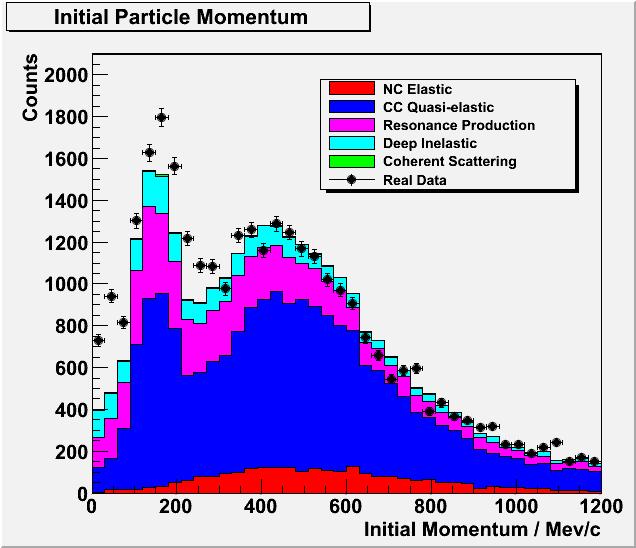 Initial Particle Momentum
Counts
2000
1800
1600
1400
1200
1000
800
600
400
200
0
NC Elastic
CC Quasi-elastic
Resonance Production
Deep Inelastic
Coherent Scattering
Real Data
0 200 400 600 800 1000 1200
Initial Momentum / Mev/c